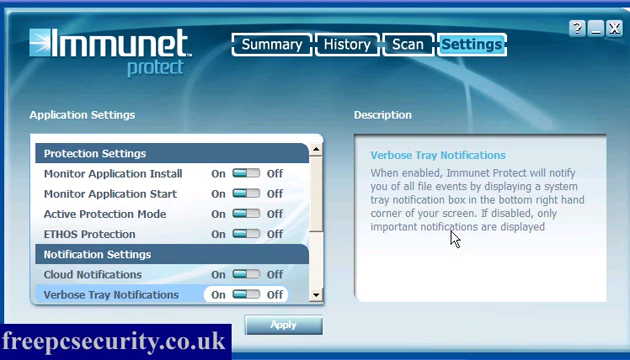 Immunet™
protect
Summary History Scan Settings
? _ X
Application Settings
Description
Protection Settings
Monitor Application Install On Off
Monitor Application Start On Off
Active Protection Mode On Off
ETHOS Protection On Off
Notification Settings
Cloud Notifications On Off
Verbose Tray Notifications On Off
Verbose Tray Notifications
When enabled, Immunet Protect will notify
you of all file events by displaying a system
tray notification box in the bottom right hand
corner of your screen. If disabled, only
important notifications are displayed
Apply
freepcsecurity.co.uk